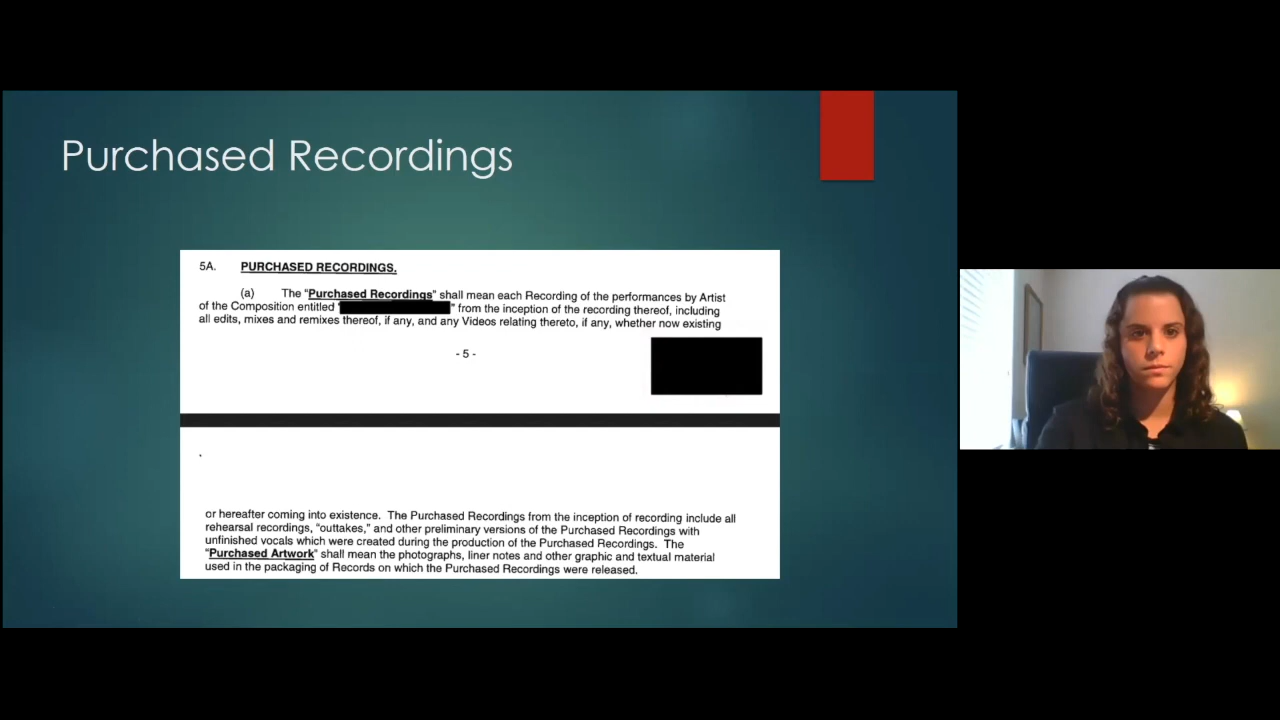 Purchased Recordings
5A. PURCHASED RECORDINGS.
(a) The "Purchased Recordings" shall mean each Recording of the performances by Artist
of the Composition entitled " " from the inception of the recording thereof, including
all edits, mixes and remixes thereof, if any, and any Videos relating thereto, if any, whether now existing
- 5 -
or hereafter coming into existence. The Purchased Recordings from the inception of recording include all
rehearsal recordings, "outtakes," and other preliminary versions of the Purchased Recordings with
unfinished vocals which were created during the production of the Purchased Recordings. The
"Purchased Artwork" shall mean the photographs, liner notes and other graphic and textual material
used in the packaging of Records on which the Purchased Recordings were released.